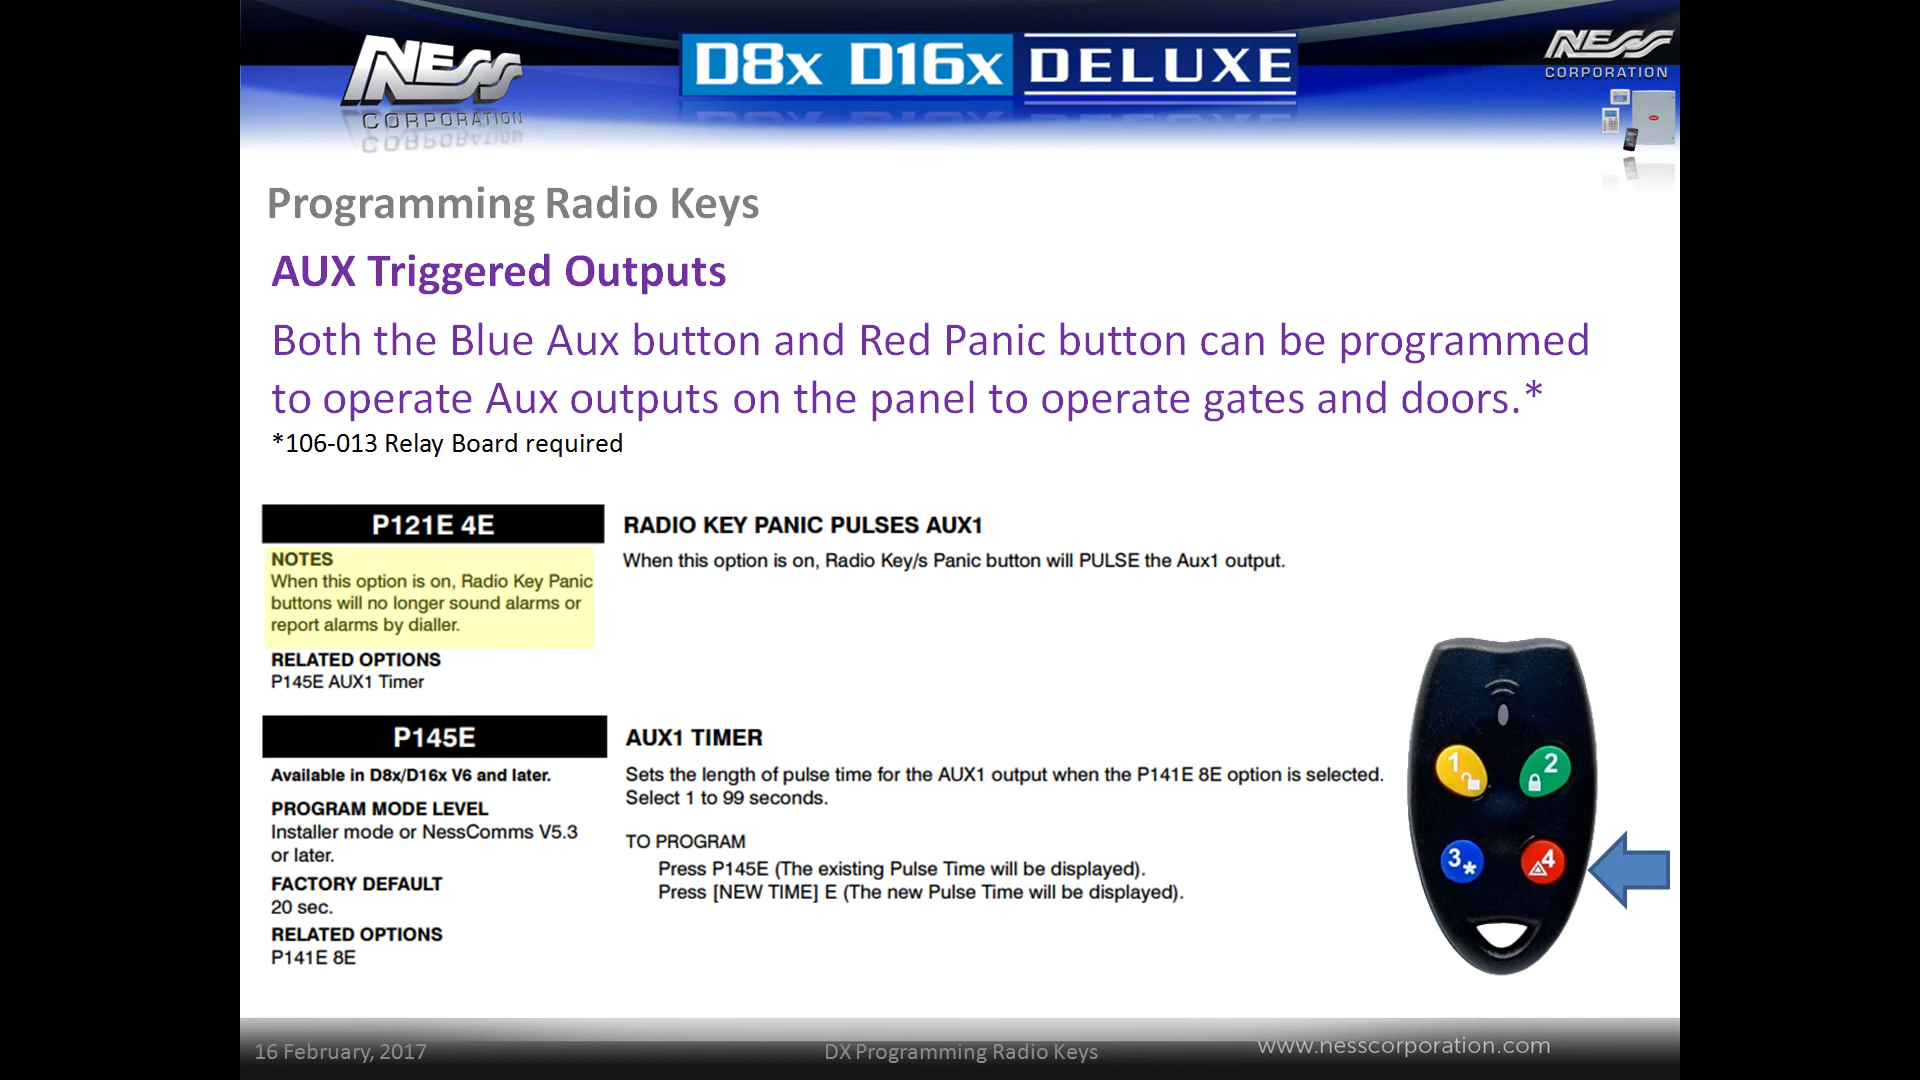 NESS
CORPORATION
D8x D16x DELUXE
NESS
CORPORATION
Programming Radio Keys
AUX Triggered Outputs
Both the Blue Aux button and Red Panic button can be programmed
to operate Aux outputs on the panel to operate gates and doors.*
*106-013 Relay Board required
P121E 4E
NOTES
When this option is on, Radio Key Panic
buttons will no longer sound alarms or
report alarms by dialler.
RELATED OPTIONS
P145E AUX1 Timer
RADIO KEY PANIC PULSES AUX1
When this option is on, Radio Key/s Panic button will PULSE the Aux1 output.
P145E
Available in D8x/D16x V6 and later.
PROGRAM MODE LEVEL
Installer mode or NessComms V5.3
or later.
FACTORY DEFAULT
20 sec.
RELATED OPTIONS
P141E 8E
AUX1 TIMER
Sets the length of pulse time for the AUX1 output when the P141E 8E option is selected.
Select 1 to 99 seconds.
TO PROGRAM
Press P145E (The existing Pulse Time will be displayed).
Press [NEW TIME] E (The new Pulse Time will be displayed).
1
2
3*
4
16 February, 2017
DX Programming Radio Keys
www.nesscorporation.com